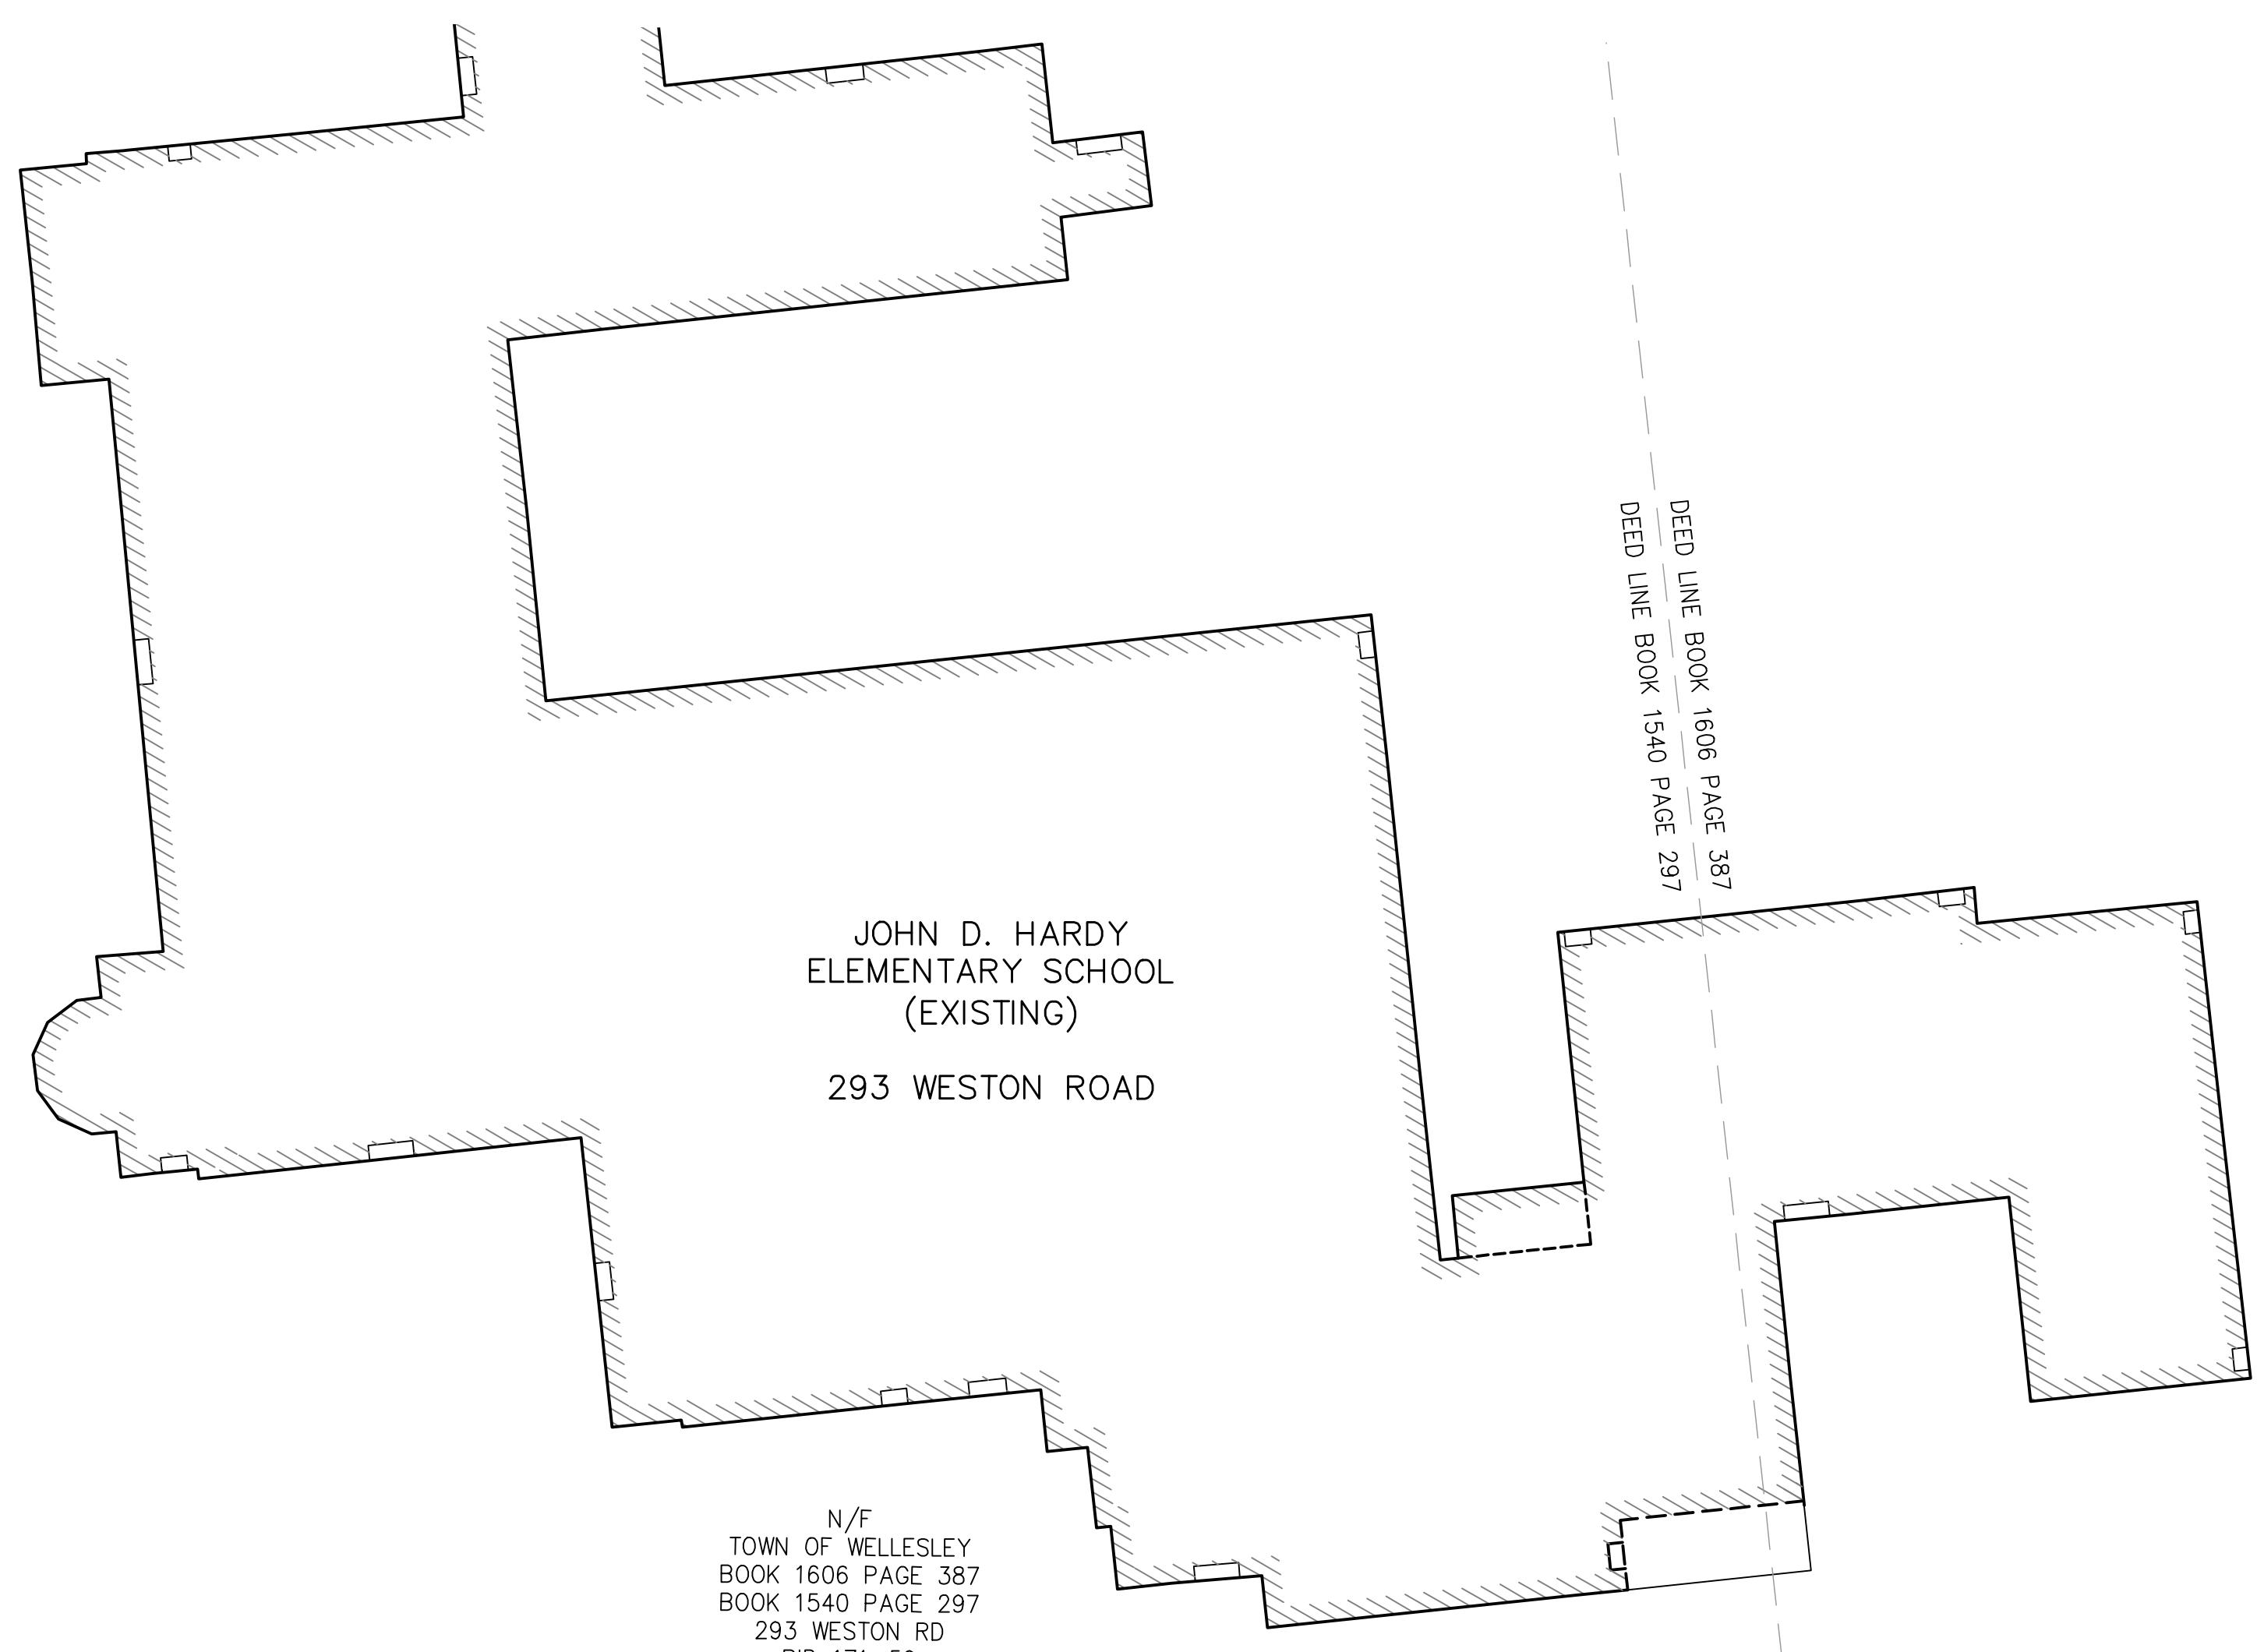 DEED LINE BOOK 1606 PAGE 387
DEED LINE BOOK 1540 PAGE 297
JOHN D. HARDY
ELEMENTARY SCHOOL
(EXISTING)
293 WESTON ROAD
N/F
TOWN OF WELLESLEY
BOOK 1606 PAGE 387
BOOK 1540 PAGE 297
293 WESTON RD